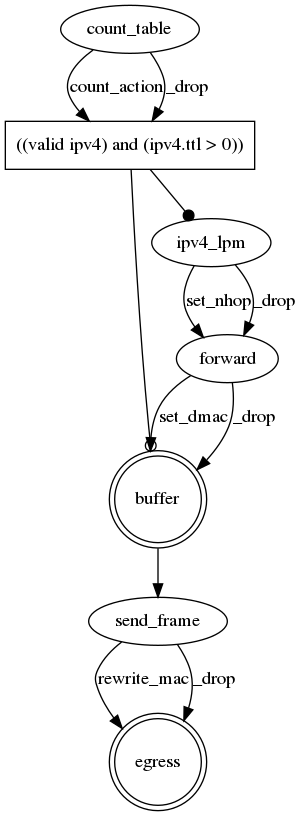 count_table
count_action
_drop
((valid ipv4) and (ipv4.ttl > 0))
ipv4_lpm
set_nhop
_drop
forward
set_dmac
_drop
buffer
send_frame
rewrite_mac
_drop
egress